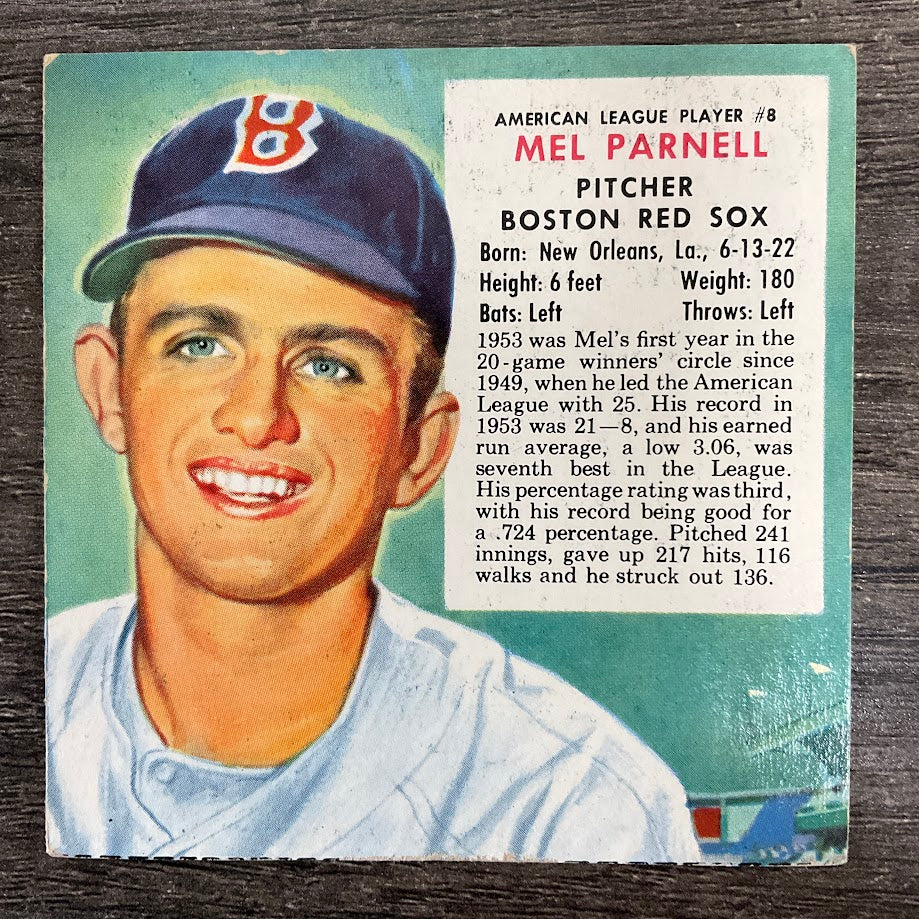 B
AMERICAN LEAGUE PLAYER #8
MEL PARNELL
PITCHER
BOSTON RED SOX
Born: New Orleans, La., 6-13-22
Height: 6 feet Weight: 180
Bats: Left Throws: Left
1953 was Mel's first year in the
20-game winners' circle since
1949, when he led the American
League with 25. His record in
1953 was 21—8, and his earned
run average, a low 3.06, was
seventh best in the League.
His percentage rating was third,
with his record being good for
a .724 percentage. Pitched 241
innings, gave up 217 hits, 116
walks and he struck out 136.